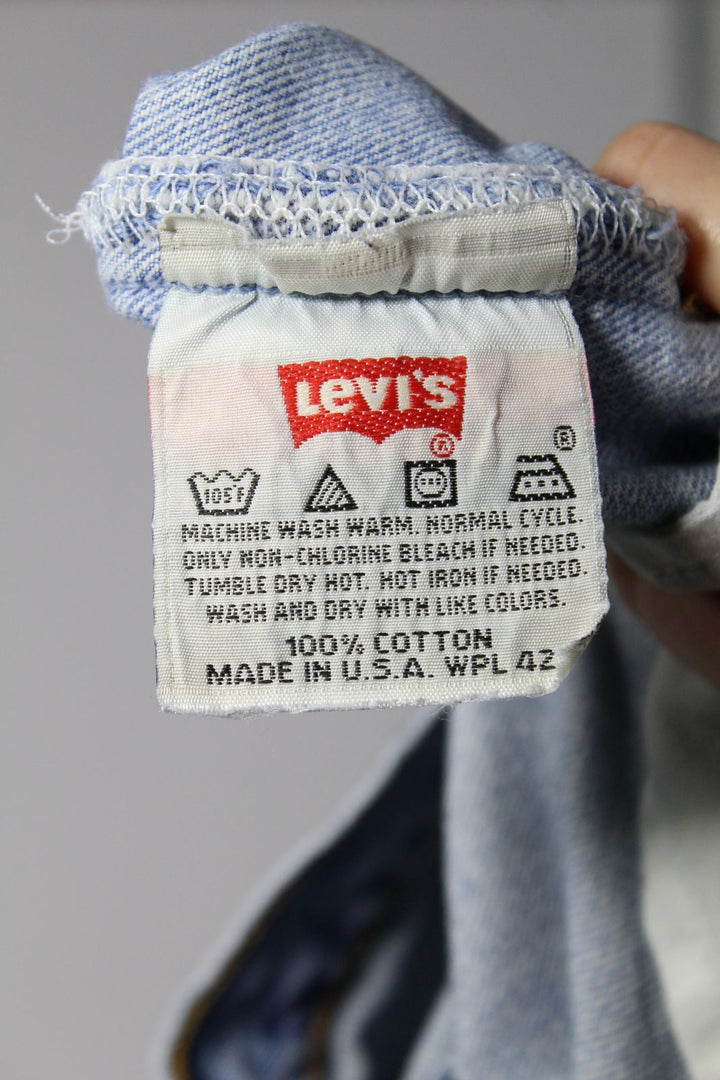 Levi's
R
®
105F
MACHINE WASH WARM. NORMAL CYCLE.
ONLY NON-CHLORINE BLEACH IF NEEDED.
TUMBLE DRY HOT. HOT IRON IF NEEDED.
WASH AND DRY WITH LIKE COLORS.
100% COTTON
MADE IN U.S.A. WPL 42